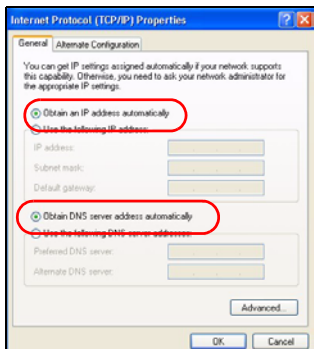 Internet Protocol (TCP/IP) Properties
General
Alternate Configuration
You can get IP settings assigned automatically if your network supports
this capability. Otherwise, you need to ask your network administrator for
the appropriate IP settings.
Obtain an IP address automatically
Use the following IP address:
IP address:
Subnet mask:
Default gateway:
Obtain DNS server address automatically
Use the following DNS server addresses:
Preferred DNS server:
Alternate DNS server:
Advanced...
OK
Cancel